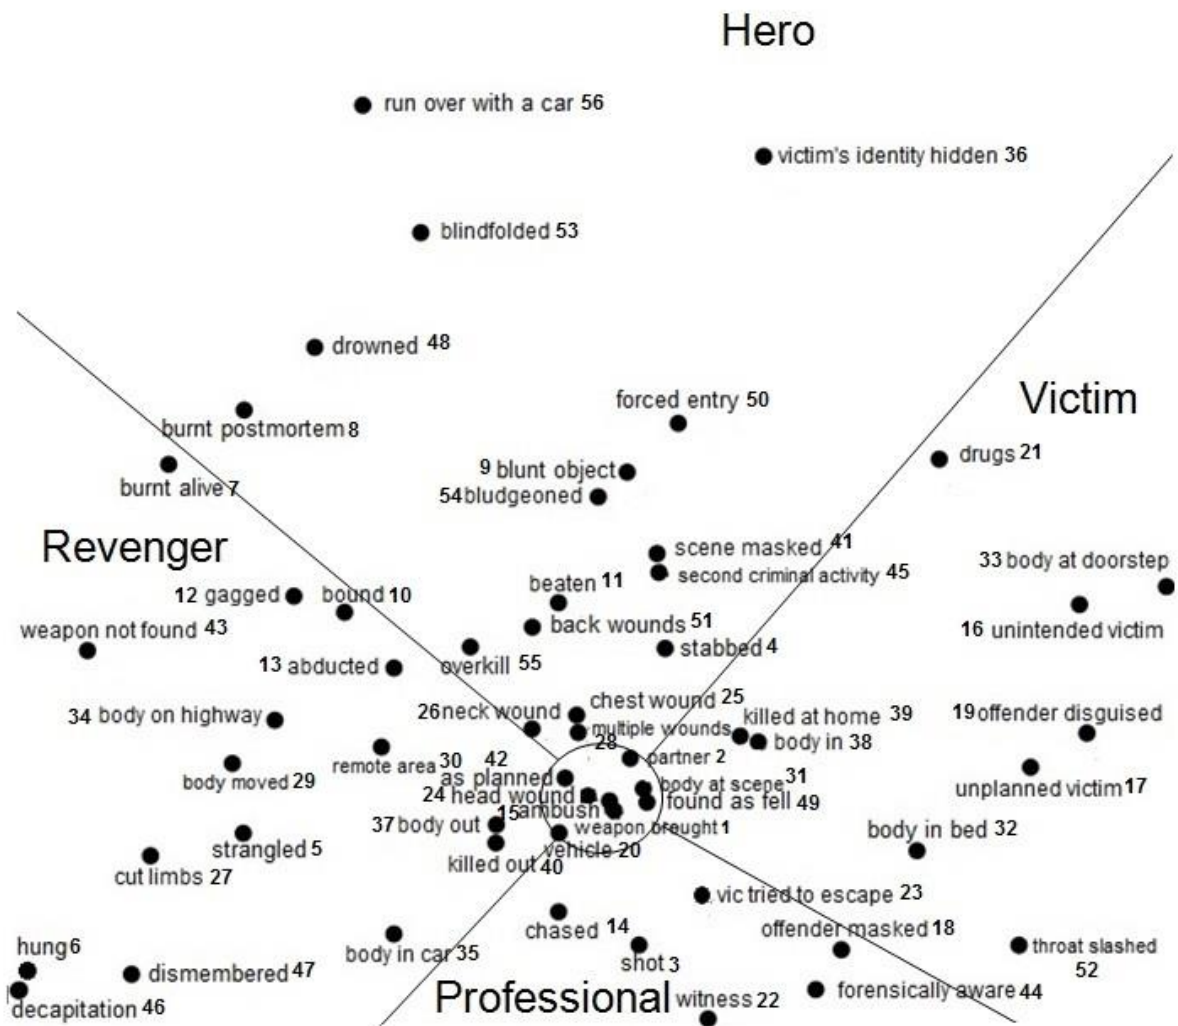 Hero
run over with a car 56
victim's identity hidden 36
blindfolded 53
drowned 48
forced entry 50
Victim
burnt postmortem 8
drugs 21
9 blunt object
burnt alive 7
54 bludgeoned
Revenger
scene masked 41
33 body at doorstep
second criminal activity 45
beaten 11
12 gagged
bound 10
weapon not found 43
back wounds 51
16 unintended victim
stabbed 4
13 abducted
overkill 55
chest wound 25
26 neck wound
34 body on highway
killed at home 39
19 offender disguised
multiple wounds
28
body in 38
partner 2
remote area 30
42
as planned
body moved 29
body at scene 31
unplanned victim 17
24 head wound
found as fell 49
15 ambush
37 body out
weapon brought 1
body in bed 32
strangled 5
vehicle 20
killed out 40
cut limbs 27
vic tried to escape 23
chased 14
offender masked 18
hung 6
body in car 35
throat slashed
52
shot 3
dismembered 47
forensically aware 44
Professional
witness 22
decapitation 46